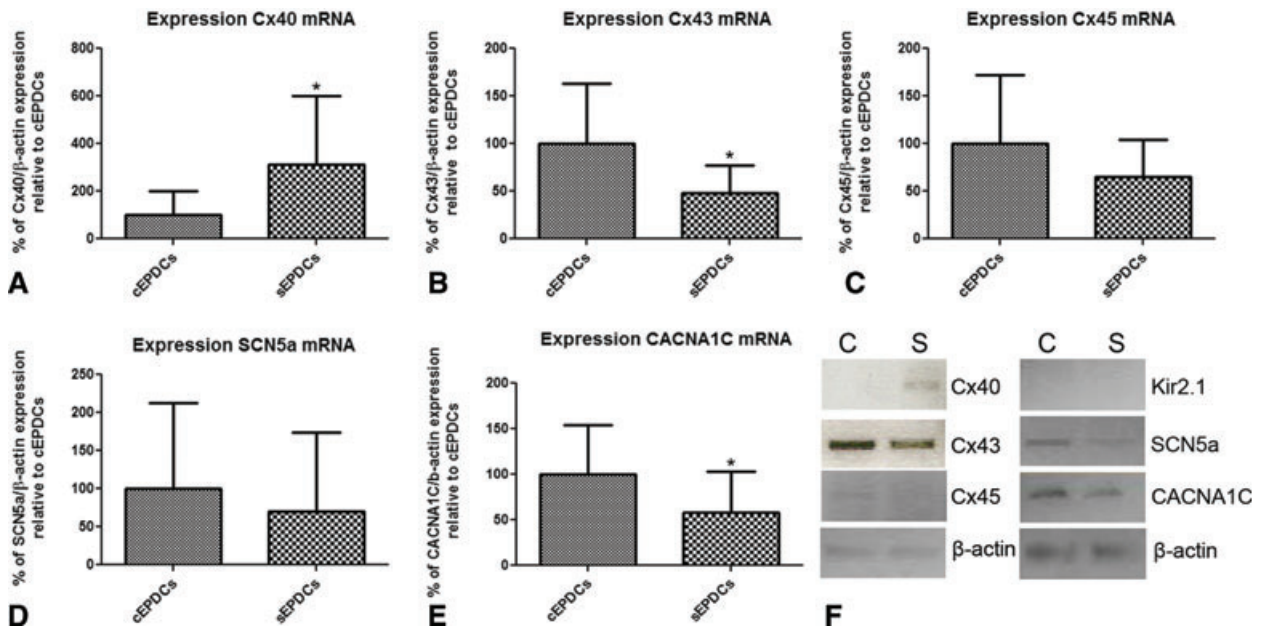 Expression Cx40 mRNA
% of Cx40/β-actin expression
relative to cEPDCs
800
600
400
200
0
*
cEPDCs
sEPDCs
A
Expression Cx43 mRNA
% of Cx43/β-actin expression
relative to cEPDCs
200
150
100
50
0
*
cEPDCs
sEPDCs
B
Expression Cx45 mRNA
% of Cx45/β-actin expression
relative to cEPDCs
200
150
100
50
0
cEPDCs
sEPDCs
C
Expression SCN5a mRNA
% of SCN5a/β-actin expression
relative to cEPDCs
250
200
150
100
50
0
cEPDCs
sEPDCs
D
Expression CACNA1C mRNA
% of CACNA1C/b-actin expression
relative to cEPDCs
200
150
100
50
0
*
cEPDCs
sEPDCs
E
C S
Cx40
Cx43
Cx45
β-actin
C S
Kir2.1
SCN5a
CACNA1C
β-actin
F